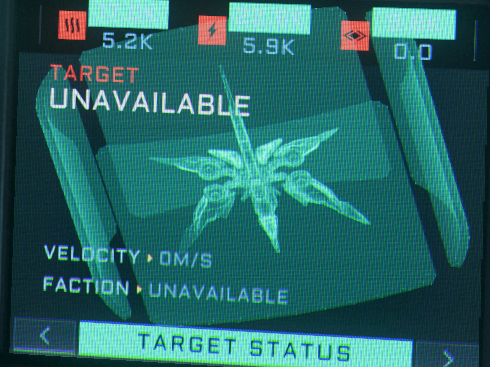 5.2K 5.9K 0.0
TARGET
UNAVAILABLE
VELOCITY ▸ 0M/S
FACTION ▸ UNAVAILABLE
< TARGET STATUS >